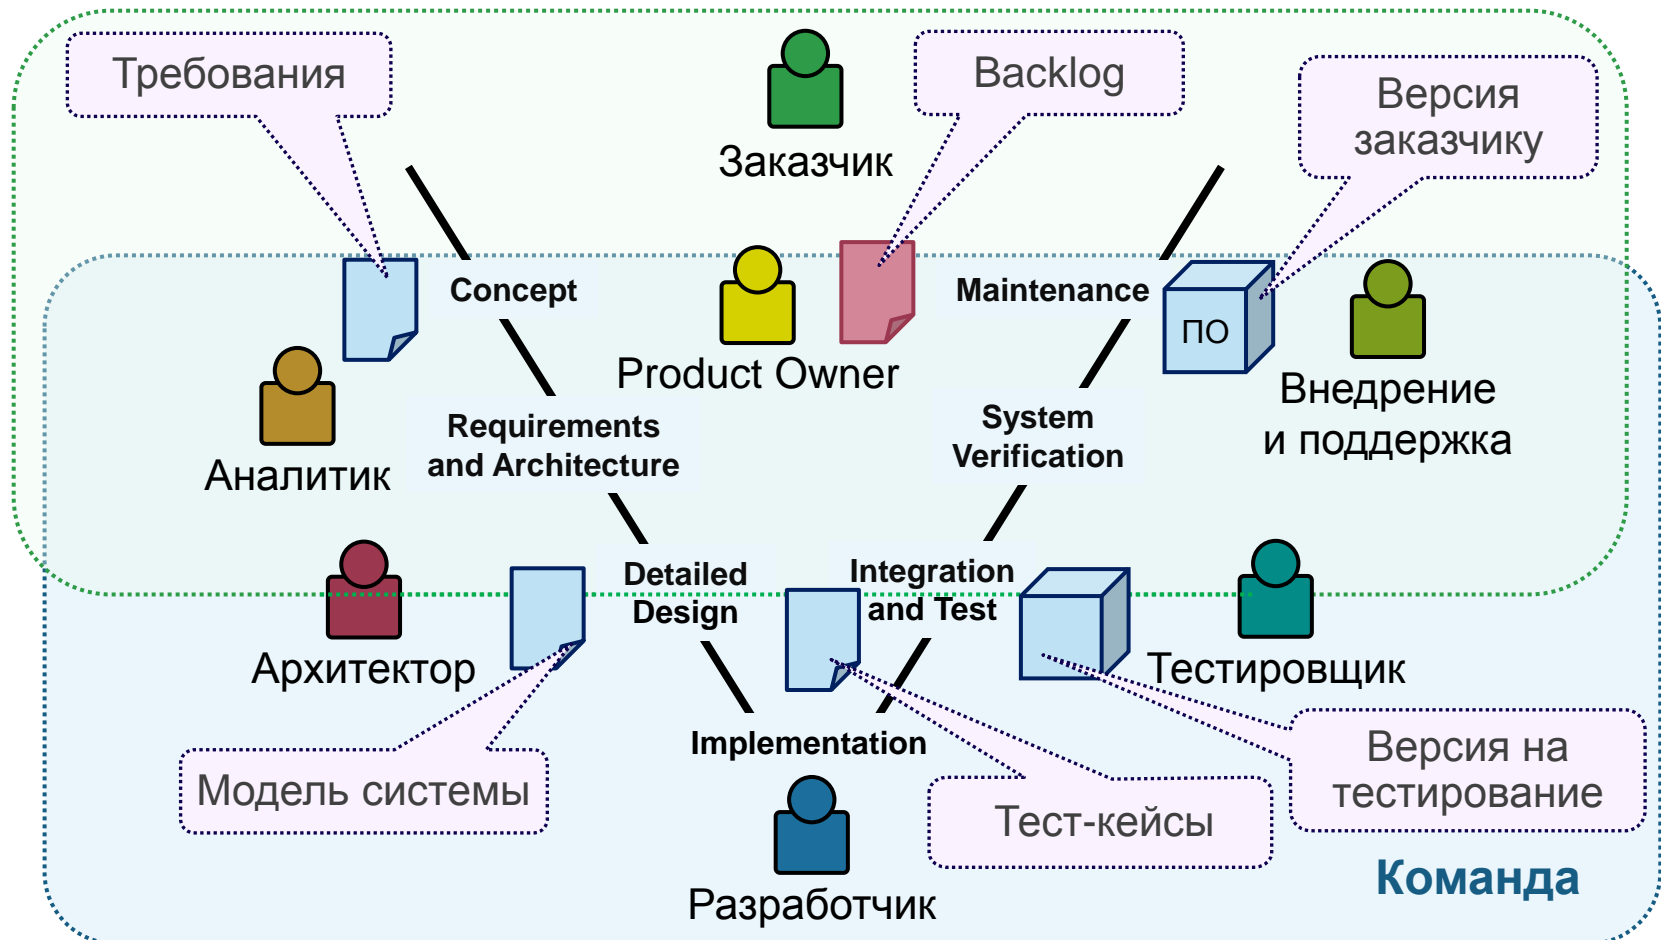 Требования
Backlog
Версия
заказчику
Заказчик
Concept
Maintenance
ПО
Product Owner
Внедрение
и поддержка
Requirements
and Architecture
System
Verification
Аналитик
Detailed
Design
Integration
and Test
Архитектор
Тестировщик
Implementation
Модель системы
Тест-кейсы
Версия на
тестирование
Команда
Разработчик